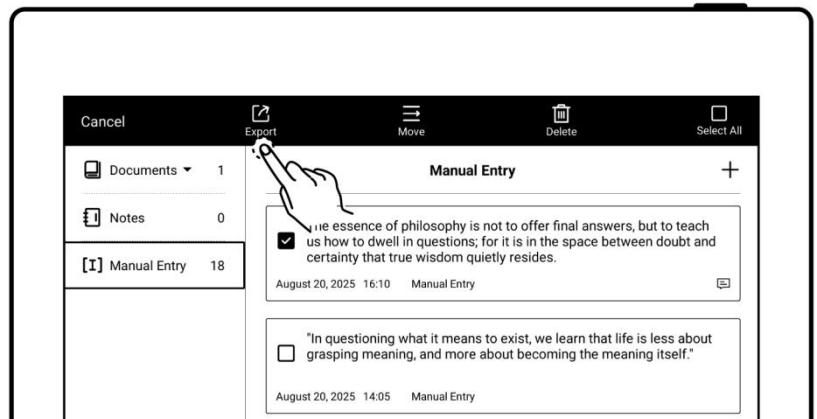 Cancel
Export
Move
Delete
Select All
Documents 1
Notes 0
[I] Manual Entry 18
Manual Entry
essence of philosophy is not to offer final answers, but to teach
us how to dwell in questions; for it is in the space between doubt and
certainty that true wisdom quietly resides.
August 20, 2025 16:10 Manual Entry
"In questioning what it means to exist, we learn that life is less about
grasping meaning, and more about becoming the meaning itself."
August 20, 2025 14:05 Manual Entry